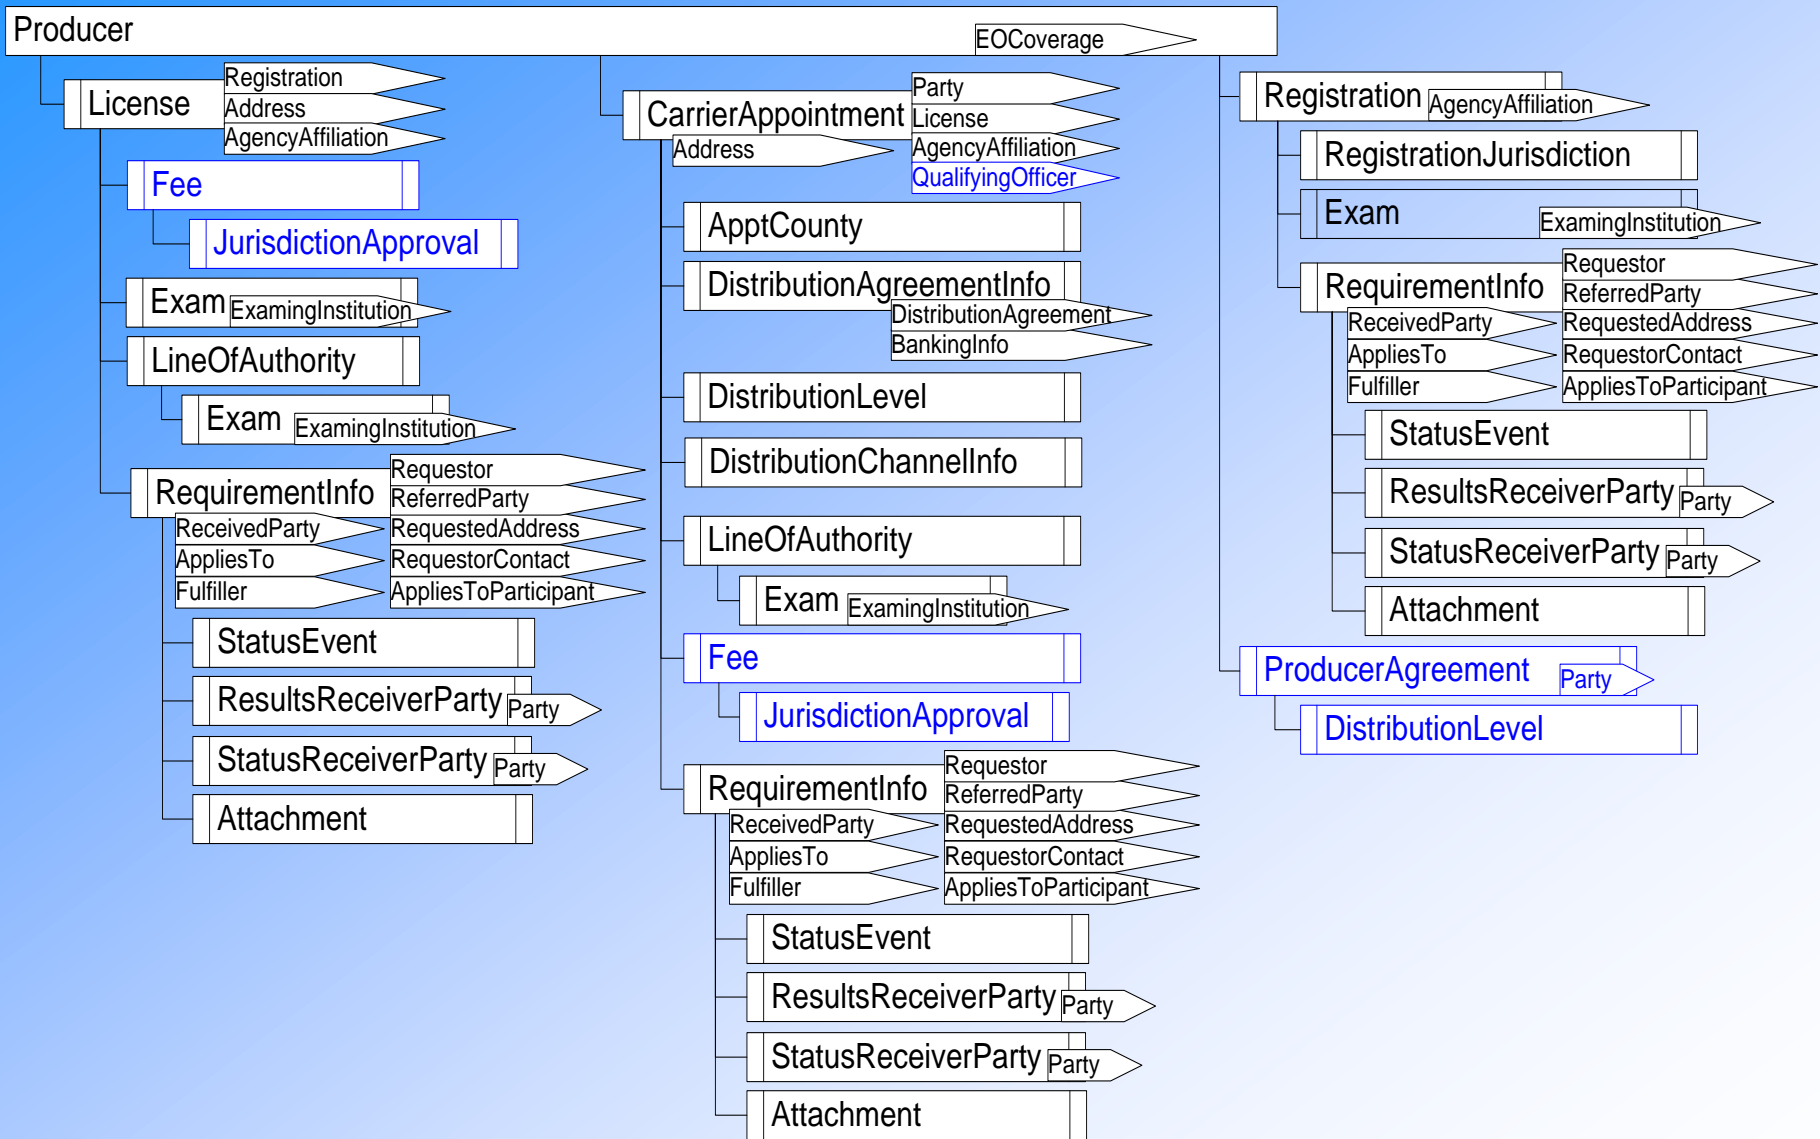 Producer
EOCoverage
License
Registration
Address
AgencyAffiliation
Fee
JurisdictionApproval
Exam
ExamingInstitution
LineOfAuthority
Exam
ExamingInstitution
RequirementInfo
Requestor
ReferredParty
ReceivedParty
RequestedAddress
AppliesTo
RequestorContact
Fulfiller
AppliesToParticipant
StatusEvent
ResultsReceiverParty
Party
StatusReceiverParty
Party
Attachment
CarrierAppointment
Party
License
Address
AgencyAffiliation
QualifyingOfficer
ApptCounty
DistributionAgreementInfo
DistributionAgreement
BankingInfo
DistributionLevel
DistributionChannelInfo
LineOfAuthority
Exam
ExamingInstitution
Fee
JurisdictionApproval
RequirementInfo
Requestor
ReferredParty
ReceivedParty
RequestedAddress
AppliesTo
RequestorContact
Fulfiller
AppliesToParticipant
StatusEvent
ResultsReceiverParty
Party
StatusReceiverParty
Party
Attachment
Registration
AgencyAffiliation
RegistrationJurisdiction
Exam
ExamingInstitution
RequirementInfo
Requestor
ReferredParty
ReceivedParty
RequestedAddress
AppliesTo
RequestorContact
Fulfiller
AppliesToParticipant
StatusEvent
ResultsReceiverParty
Party
StatusReceiverParty
Party
Attachment
ProducerAgreement
Party
DistributionLevel